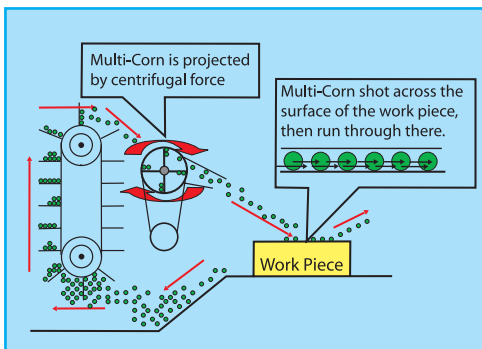 Multi-Corn is projected
by centrifugal force
Multi-Corn shot across the
surface of the work piece,
then run through there.
Work Piece